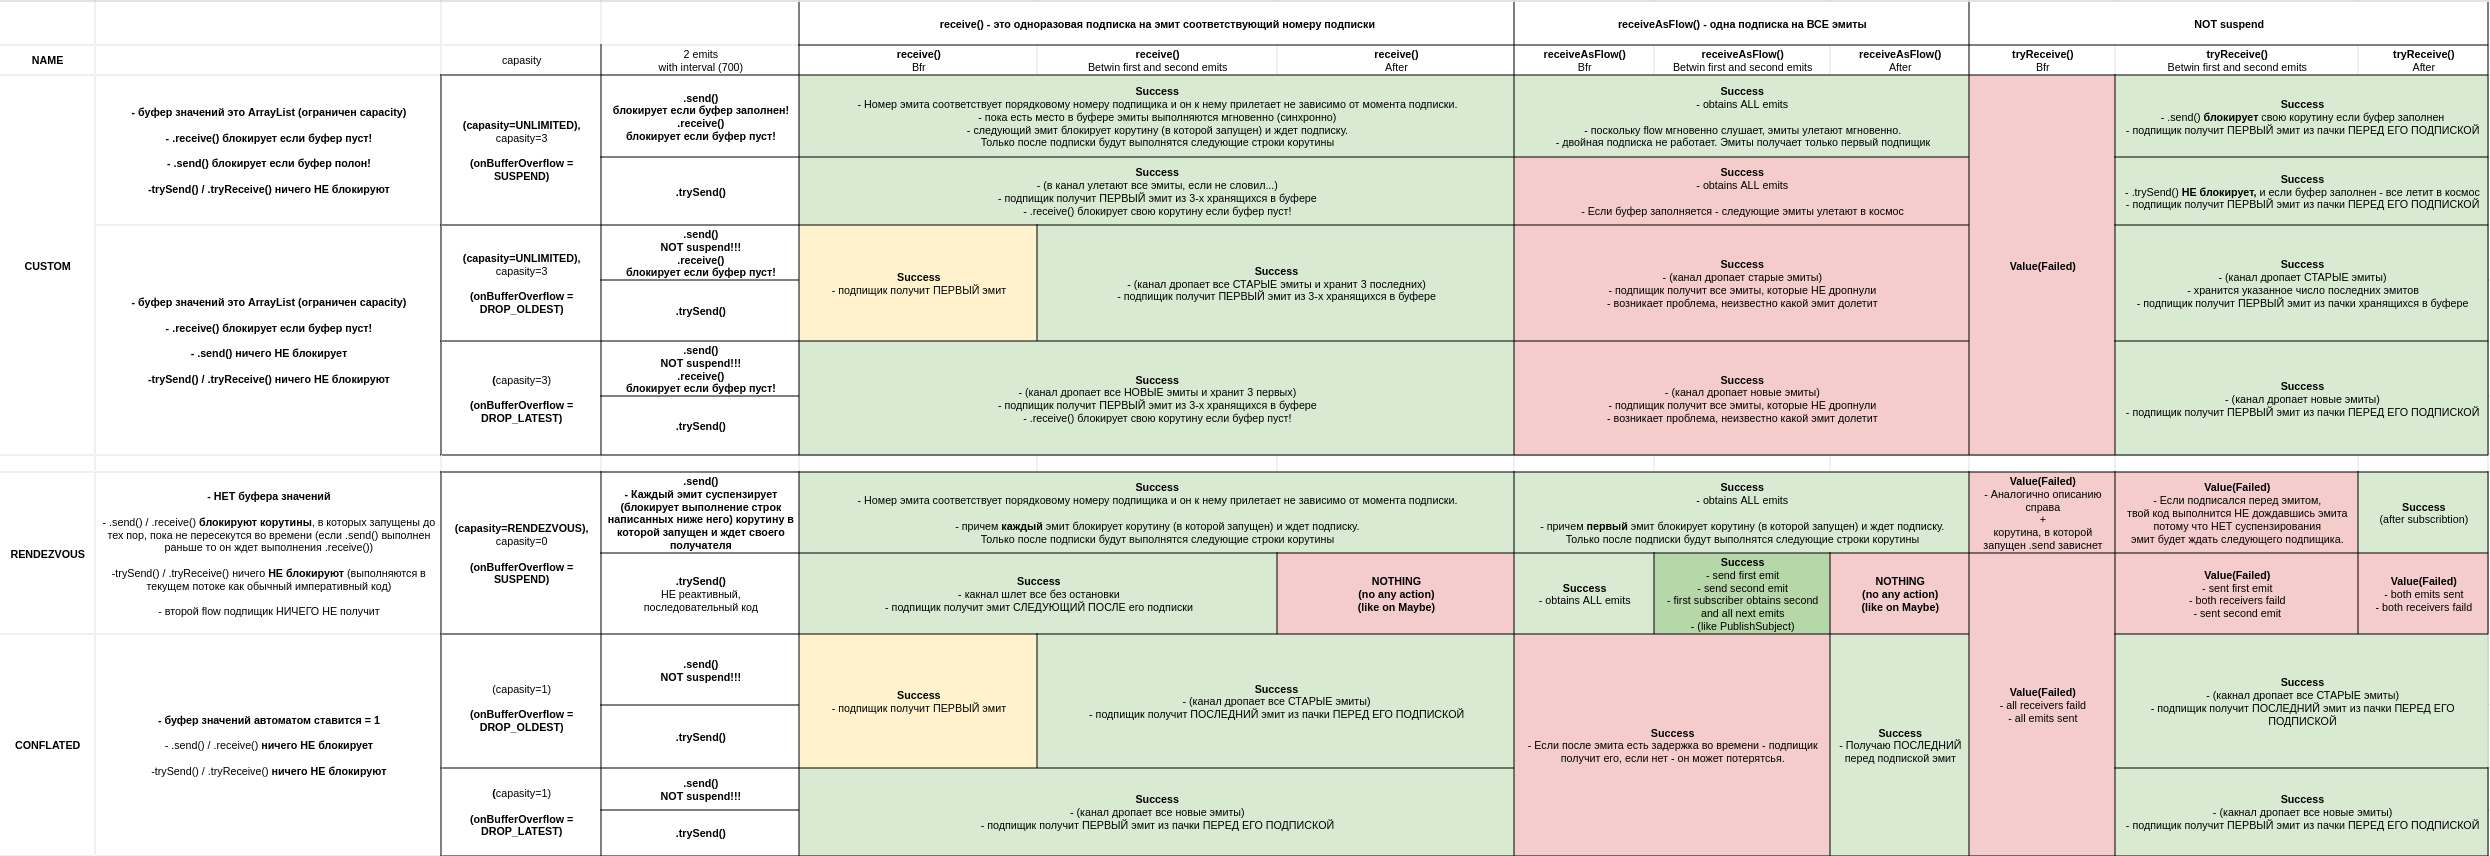 receive() - это одноразовая подписка на эмит соответствующий номеру подписки
receiveAsFlow() - одна подписка на ВСЕ эмиты
NOT suspend
NAME
capasity
2 emits
with interval (700)
receive()
Bfr
receive()
Betwin first and second emits
receive()
After
receiveAsFlow()
Bfr
receiveAsFlow()
Betwin first and second emits
receiveAsFlow()
After
tryReceive()
Bfr
tryReceive()
Betwin first and second emits
tryReceive()
After
CUSTOM
- буфер значений это ArrayList (ограничен capacity)
- .receive() блокирует если буфер пуст!
- .send() блокирует если буфер полон!
-trySend() / .tryReceive() ничего НЕ блокируют
(capasity=UNLIMITED),
capasity=3
(onBufferOverflow =
SUSPEND)
.send()
блокирует если буфер заполнен!
.receive()
блокирует если буфер пуст!
Success
- Номер эмита соответствует порядковому номеру подпищика и он к нему прилетает не зависимо от момента подписки.
- пока есть место в буфере эмиты выполняются мгновенно (синхронно)
- следующий эмит блокирует корутину (в которой запущен) и ждет подписку.
Только после подписки будут выполнятся следующие строки корутины
Success
- obtains ALL emits
- поскольку flow мгновенно слушает, эмиты улетают мгновенно.
- двойная подписка не работает. Эмиты получает только первый подпищик
Value(Failed)
Success
- .send() блокирует свою корутину если буфер заполнен
- подпищик получит ПЕРВЫЙ эмит из пачки ПЕРЕД ЕГО ПОДПИСКОЙ
.trySend()
Success
- (в канал улетают все эмиты, если не словил...)
- подпищик получит ПЕРВЫЙ эмит из 3-х хранящихся в буфере
- .receive() блокирует свою корутину если буфер пуст!
Success
- obtains ALL emits
- Если буфер заполняется - следующие эмиты улетают в космос
Success
- .trySend() НЕ блокирует, и если буфер заполнен - все летит в космос
- подпищик получит ПЕРВЫЙ эмит из пачки ПЕРЕД ЕГО ПОДПИСКОЙ
- буфер значений это ArrayList (ограничен capacity)
- .receive() блокирует если буфер пуст!
- .send() ничего НЕ блокирует
-trySend() / .tryReceive() ничего НЕ блокируют
(capasity=UNLIMITED),
capasity=3
(onBufferOverflow =
DROP_OLDEST)
.send()
NOT suspend!!!
.receive()
блокирует если буфер пуст!
.trySend()
Success
- подпищик получит ПЕРВЫЙ эмит
Success
- (канал дропает все СТАРЫЕ эмиты и хранит 3 последних)
- подпищик получит ПЕРВЫЙ эмит из 3-х хранящихся в буфере
Success
- (канал дропает старые эмиты)
- подпищик получит все эмиты, которые НЕ дропнули
- возникает проблема, неизвестно какой эмит долетит
Success
- (канал дропает СТАРЫЕ эмиты)
- хранится указанное число последних эмитов
- подпищик получит ПЕРВЫЙ эмит из пачки хранящихся в буфере
(capasity=3)
(onBufferOverflow =
DROP_LATEST)
.send()
NOT suspend!!!
.receive()
блокирует если буфер пуст!
.trySend()
Success
- (канал дропает все НОВЫЕ эмиты и хранит 3 первых)
- подпищик получит ПЕРВЫЙ эмит из 3-х хранящихся в буфере
- .receive() блокирует свою корутину если буфер пуст!
Success
- (канал дропает новые эмиты)
- подпищик получит все эмиты, которые НЕ дропнули
- возникает проблема, неизвестно какой эмит долетит
Success
- (канал дропает новые эмиты)
- подпищик получит ПЕРВЫЙ эмит из пачки ПЕРЕД ЕГО ПОДПИСКОЙ
RENDEZVOUS
- НЕТ буфера значений
- .send() / .receive() блокируют корутины, в которых запущены до
тех пор, пока не пересекутся во времени (если .send() выполнен
раньше то он ждет выполнения .receive())
-trySend() / .tryReceive() ничего НЕ блокируют (выполняются в
текущем потоке как обычный императивный код)
- второй flow подпищик НИЧЕГО НЕ получит
(capasity=RENDEZVOUS),
capasity=0
(onBufferOverflow =
SUSPEND)
.send()
- Каждый эмит суспензирует
(блокирует выполнение строк
написанных ниже него) корутину в
которой запущен и ждет своего
получателя
Success
- Номер эмита соответствует порядковому номеру подпищика и он к нему прилетает не зависимо от момента подписки.
- причем каждый эмит блокирует корутину (в которой запущен) и ждет подписку.
Только после подписки будут выполнятся следующие строки корутины
Success
- obtains ALL emits
- причем первый эмит блокирует корутину (в которой запущен) и ждет подписку.
Только после подписки будут выполнятся следующие строки корутины
Value(Failed)
- Аналогично описанию
справа
+
корутина, в которой
запущен .send зависнет
Value(Failed)
- Если подписался перед эмитом,
твой код выполнится НЕ дождавшись эмита
потому что НЕТ суспензирования
эмит будет ждать следующего подпищика.
Success
(after subscribtion)
.trySend()
НЕ реактивный,
последовательный код
Success
- какнал шлет все без остановки
- подпищик получит эмит СЛЕДУЮЩИЙ ПОСЛЕ его подписки
NOTHING
(no any action)
(like on Maybe)
Success
- obtains ALL emits
Success
- send first emit
- send second emit
- first subscriber obtains second
and all next emits
- (like PublishSubject)
NOTHING
(no any action)
(like on Maybe)
Value(Failed)
- all receivers faild
- all emits sent
Value(Failed)
- sent first emit
- both receivers faild
- sent second emit
Value(Failed)
- both emits sent
- both receivers faild
CONFLATED
- буфер значений автоматом ставится = 1
- .send() / .receive() ничего НЕ блокирует
-trySend() / .tryReceive() ничего НЕ блокируют
(capasity=1)
(onBufferOverflow =
DROP_OLDEST)
.send()
NOT suspend!!!
.trySend()
Success
- подпищик получит ПЕРВЫЙ эмит
Success
- (канал дропает все СТАРЫЕ эмиты)
- подпищик получит ПОСЛЕДНИЙ эмит из пачки ПЕРЕД ЕГО ПОДПИСКОЙ
Success
- Если после эмита есть задержка во времени - подпищик
получит его, если нет - он может потерятсья.
Success
- Получаю ПОСЛЕДНИЙ
перед подпиской эмит
Success
- (какнал дропает все СТАРЫЕ эмиты)
- подпищик получит ПОСЛЕДНИЙ эмит из пачки ПЕРЕД ЕГО
ПОДПИСКОЙ
(capasity=1)
(onBufferOverflow =
DROP_LATEST)
.send()
NOT suspend!!!
.trySend()
Success
- (канал дропает все новые эмиты)
- подпищик получит ПЕРВЫЙ эмит из пачки ПЕРЕД ЕГО ПОДПИСКОЙ
Success
- (какнал дропает все новые эмиты)
- подпищик получит ПЕРВЫЙ эмит из пачки ПЕРЕД ЕГО ПОДПИСКОЙ